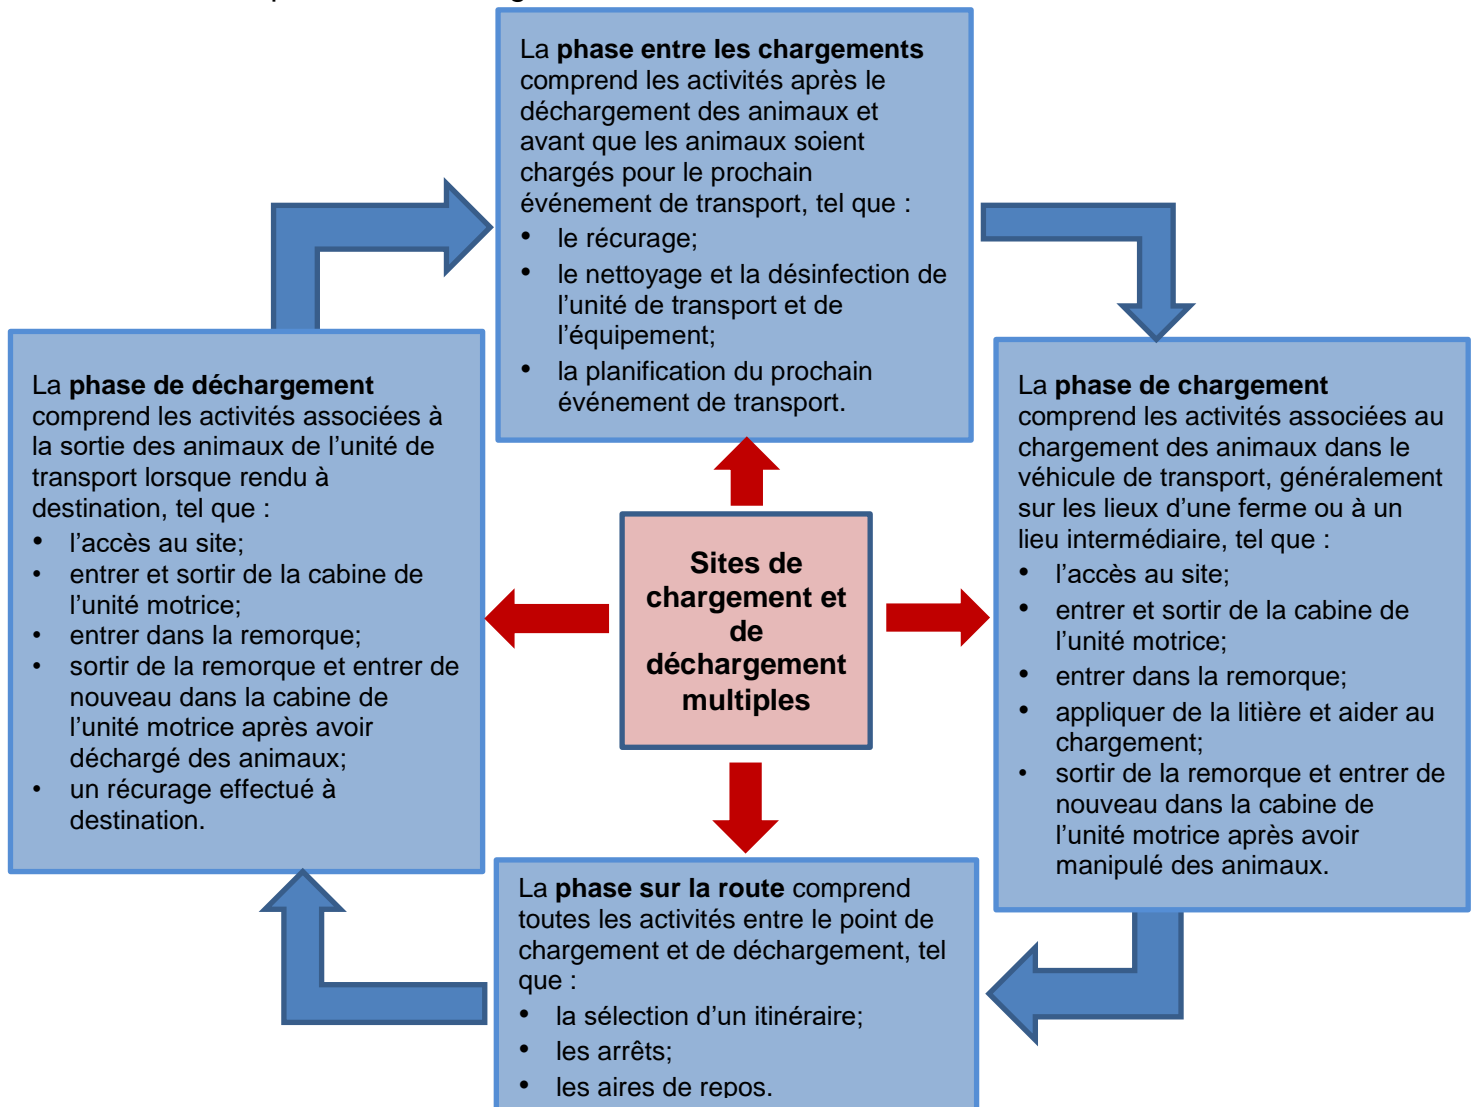 La phase entre les chargements
comprend les activités après le
déchargement des animaux et
avant que les animaux soient
chargés pour le prochain
événement de transport, tel que :
• le récurage;
• le nettoyage et la désinfection de
l’unité de transport et de
l’équipement;
• la planification du prochain
événement de transport.
La phase de déchargement
comprend les activités associées à
la sortie des animaux de l’unité de
transport lorsque rendu à
destination, tel que :
• l’accès au site;
• entrer et sortir de la cabine de
l’unité motrice;
• entrer dans la remorque;
• sortir de la remorque et entrer de
nouveau dans la cabine de
l’unité motrice après avoir
déchargé des animaux;
• un récurage effectué à
destination.
Sites de
chargement et
de
déchargement
multiples
La phase de chargement
comprend les activités associées au
chargement des animaux dans le
véhicule de transport, généralement
sur les lieux d’une ferme ou à un
lieu intermédiaire, tel que :
• l’accès au site;
• entrer et sortir de la cabine de
l’unité motrice;
• entrer dans la remorque;
• appliquer de la litière et aider au
chargement;
• sortir de la remorque et entrer de
nouveau dans la cabine de
l’unité motrice après avoir
manipulé des animaux.
La phase sur la route comprend
toutes les activités entre le point de
chargement et de déchargement, tel
que :
• la sélection d’un itinéraire;
• les arrêts;
• les aires de repos.